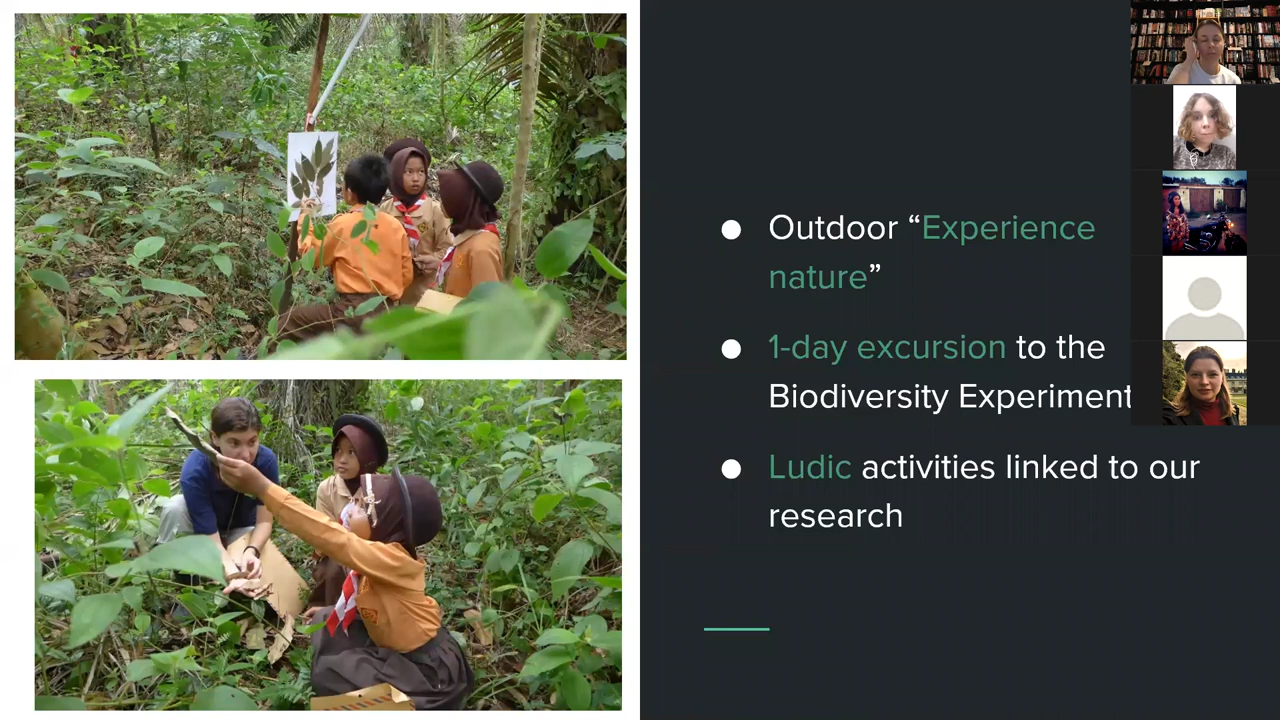 Outdoor “Experience
nature”
1-day excursion to the
Biodiversity Experiment
Ludic activities linked to our
research